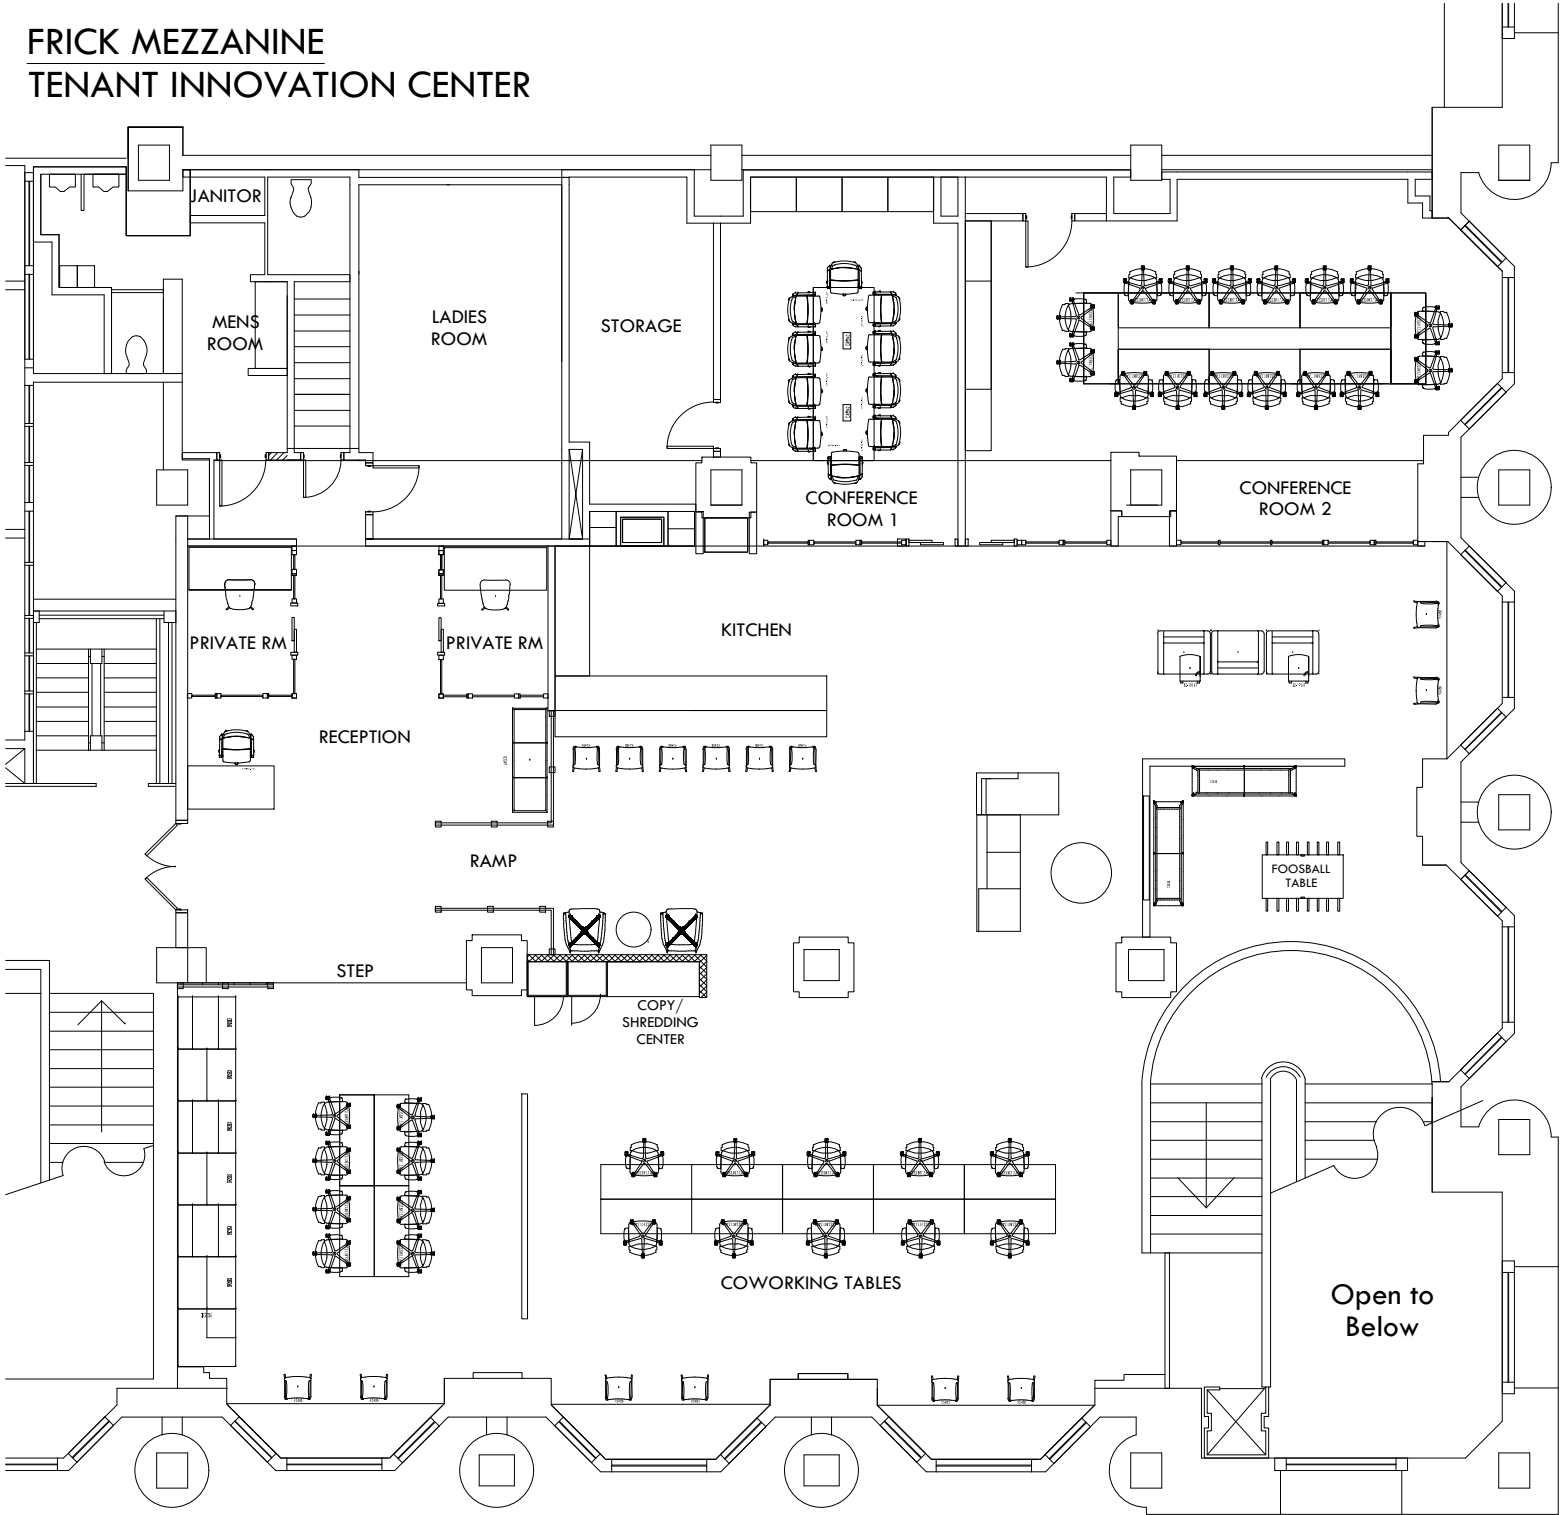 FRICK MEZZANINE
TENANT INNOVATION CENTER
JANITOR
MENS
ROOM
LADIES
ROOM
STORAGE
CONFERENCE
ROOM 1
CONFERENCE
ROOM 2
PRIVATE RM
PRIVATE RM
KITCHEN
RECEPTION
RAMP
FOOSBALL
TABLE
STEP
COPY/
SHREDDING
CENTER
COWORKING TABLES
Open to
Below